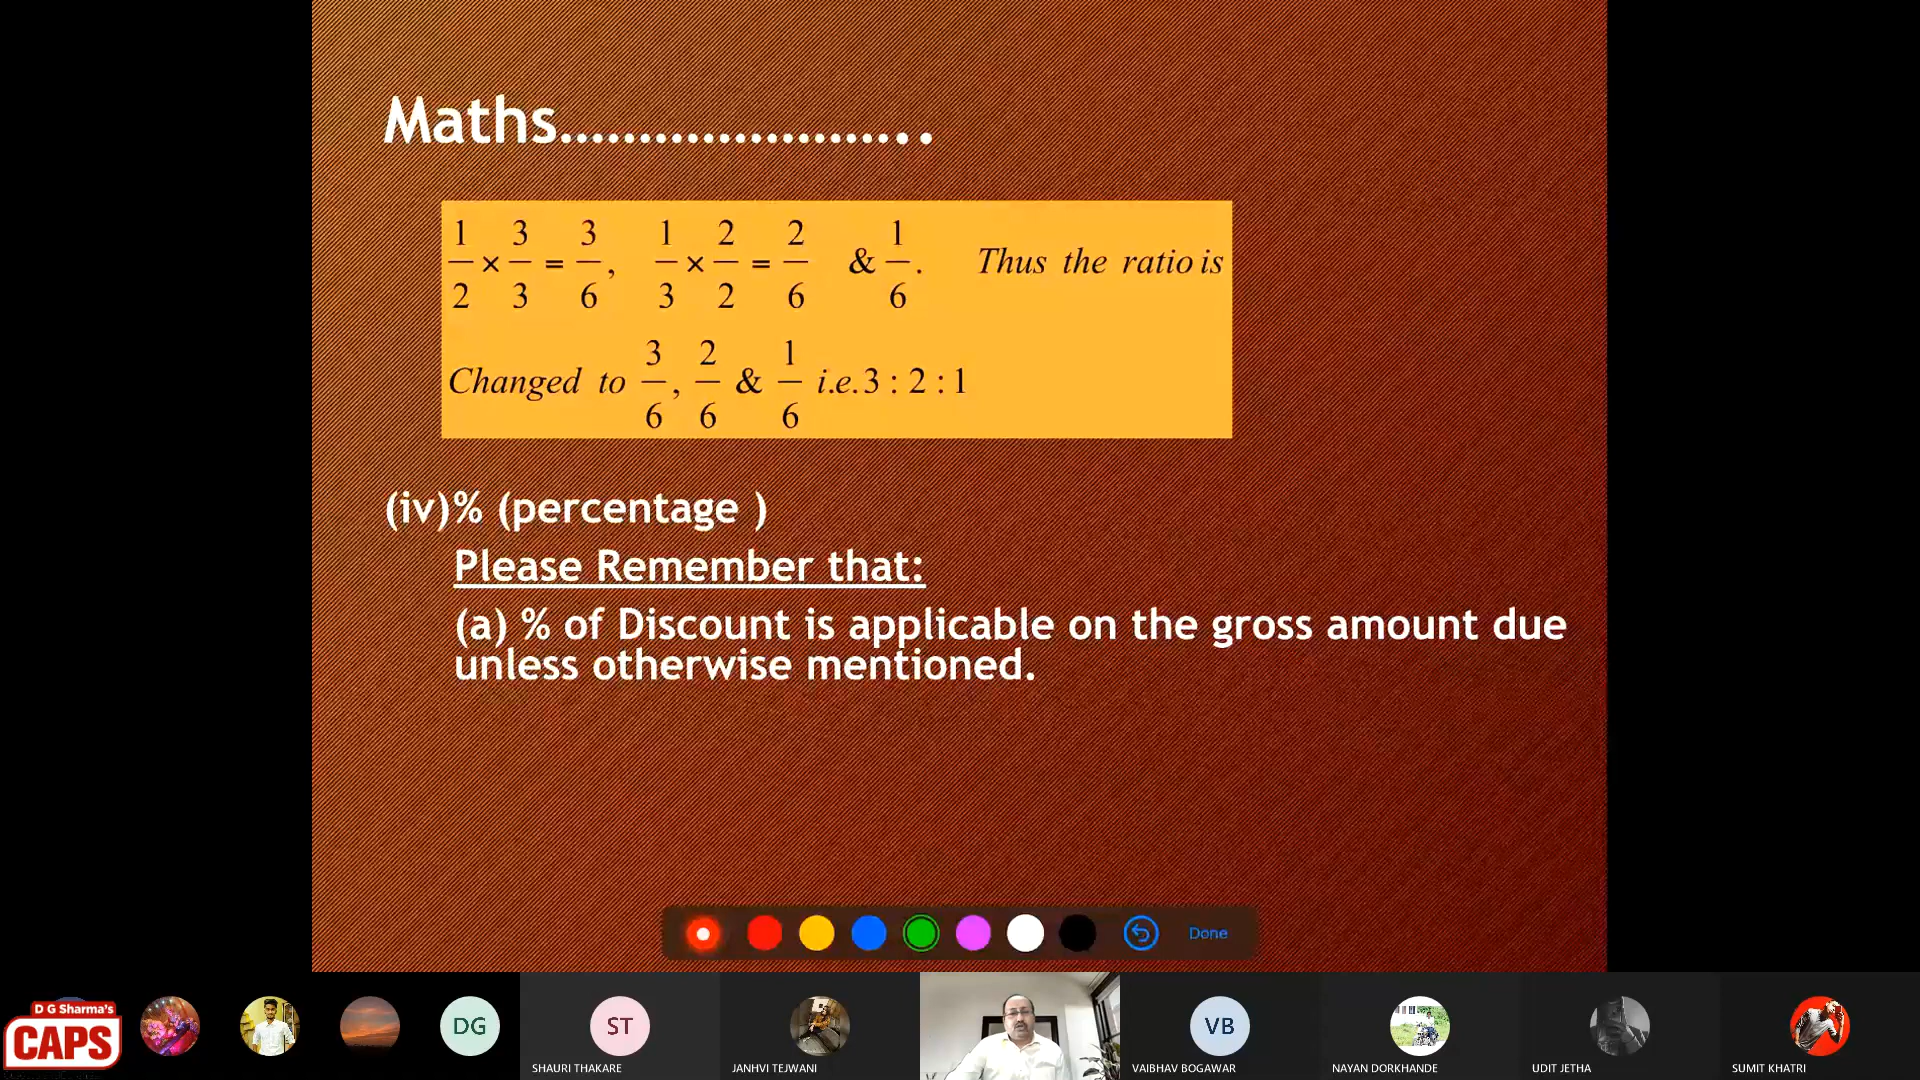 Maths.......................
1/2 × 3/3 = 3/6, 1/3 × 2/2 = 2/6 & 1/6. Thus the ratio is
Changed to 3/6, 2/6 & 1/6 i.e. 3 : 2 : 1
(iv)% (percentage )
Please Remember that:
(a) % of Discount is applicable on the gross amount due
unless otherwise mentioned.
Done
D G Sharma's
CAPS
DG
ST
VB
SHAURI THAKARE
JANHVI TEJWANI
VAIBHAV BOGAWAR
NAYAN DORKHANDE
UDIT JETHA
SUMIT KHATRI